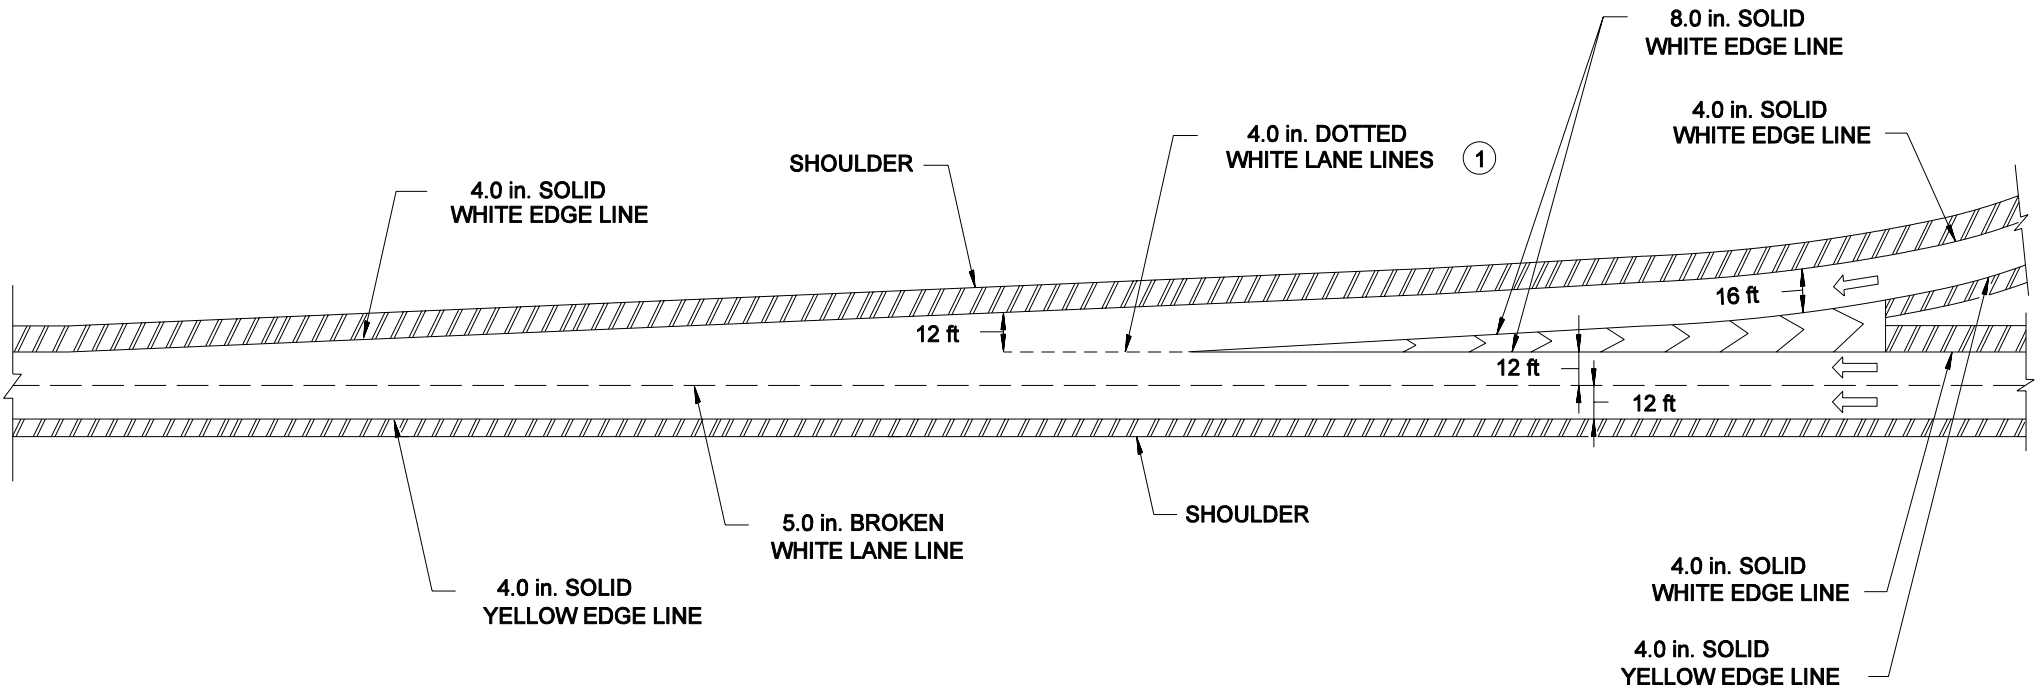 8.0 in. SOLID
WHITE EDGE LINE
4.0 in. SOLID
WHITE EDGE LINE
4.0 in. DOTTED
WHITE LANE LINES
1
SHOULDER
4.0 in. SOLID
WHITE EDGE LINE
16 ft
12 ft
12 ft
12 ft
SHOULDER
5.0 in. BROKEN
WHITE LANE LINE
4.0 in. SOLID
YELLOW EDGE LINE
4.0 in. SOLID
WHITE EDGE LINE
4.0 in. SOLID
YELLOW EDGE LINE